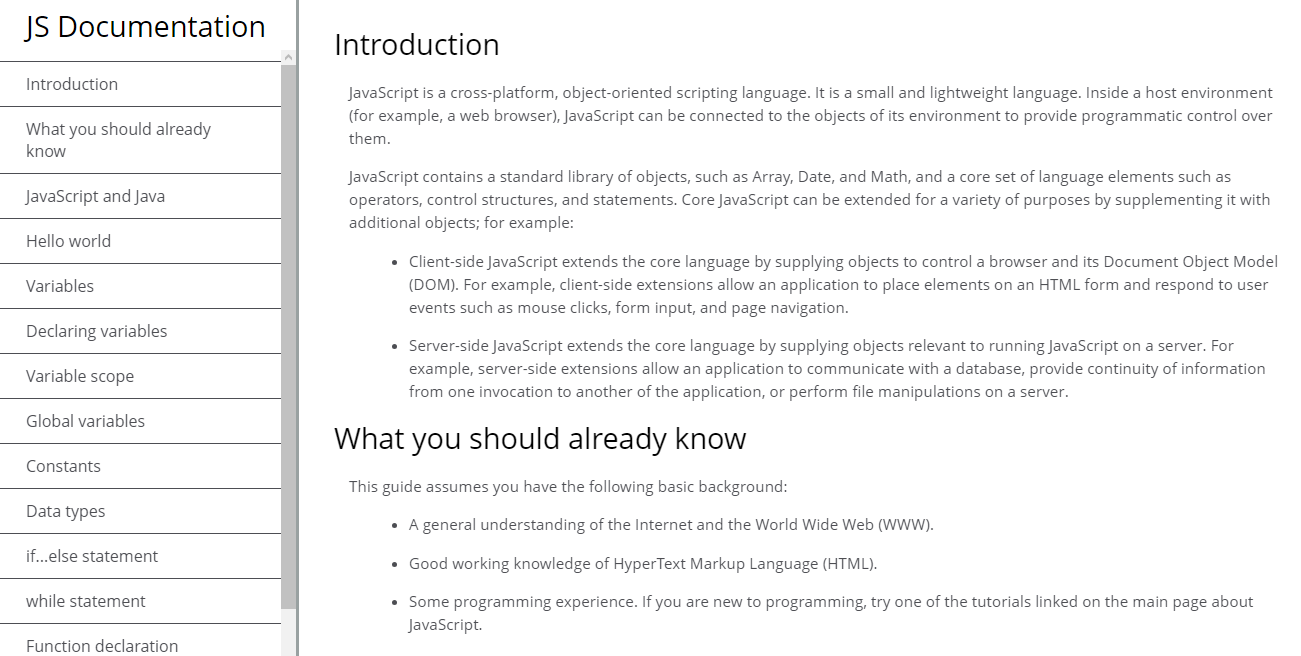 JS Documentation
Introduction
What you should already
know
JavaScript and Java
Hello world
Variables
Declaring variables
Variable scope
Global variables
Constants
Data types
if...else statement
while statement
Function declaration
Introduction
JavaScript is a cross-platform, object-oriented scripting language. It is a small and lightweight language. Inside a host environment
(for example, a web browser), JavaScript can be connected to the objects of its environment to provide programmatic control over
them.
JavaScript contains a standard library of objects, such as Array, Date, and Math, and a core set of language elements such as
operators, control structures, and statements. Core JavaScript can be extended for a variety of purposes by supplementing it with
additional objects; for example:
• Client-side JavaScript extends the core language by supplying objects to control a browser and its Document Object Model
(DOM). For example, client-side extensions allow an application to place elements on an HTML form and respond to user
events such as mouse clicks, form input, and page navigation.
• Server-side JavaScript extends the core language by supplying objects relevant to running JavaScript on a server. For
example, server-side extensions allow an application to communicate with a database, provide continuity of information
from one invocation to another of the application, or perform file manipulations on a server.
What you should already know
This guide assumes you have the following basic background:
• A general understanding of the Internet and the World Wide Web (WWW).
• Good working knowledge of HyperText Markup Language (HTML).
• Some programming experience. If you are new to programming, try one of the tutorials linked on the main page about
JavaScript.